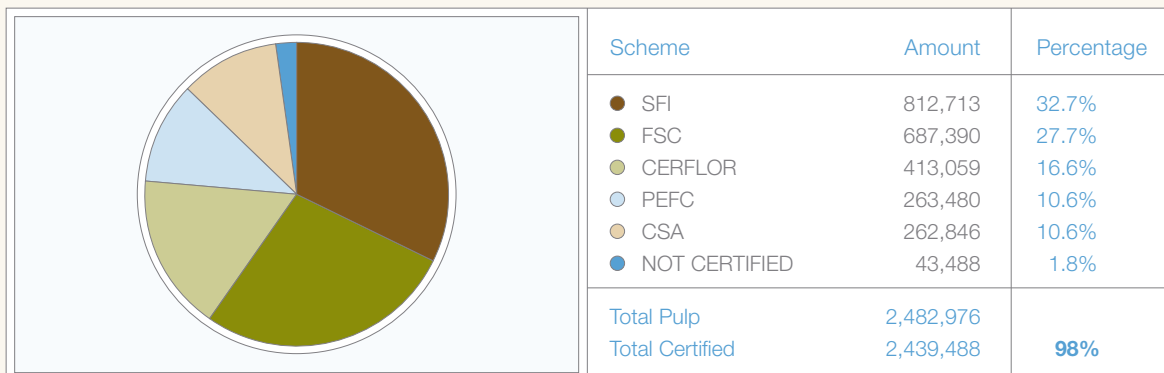 Scheme Amount Percentage
SFI 812,713 32.7%
FSC 687,390 27.7%
CERFLOR 413,059 16.6%
PEFC 263,480 10.6%
CSA 262,846 10.6%
NOT CERTIFIED 43,488 1.8%
Total Pulp 2,482,976
Total Certified 2,439,488 98%